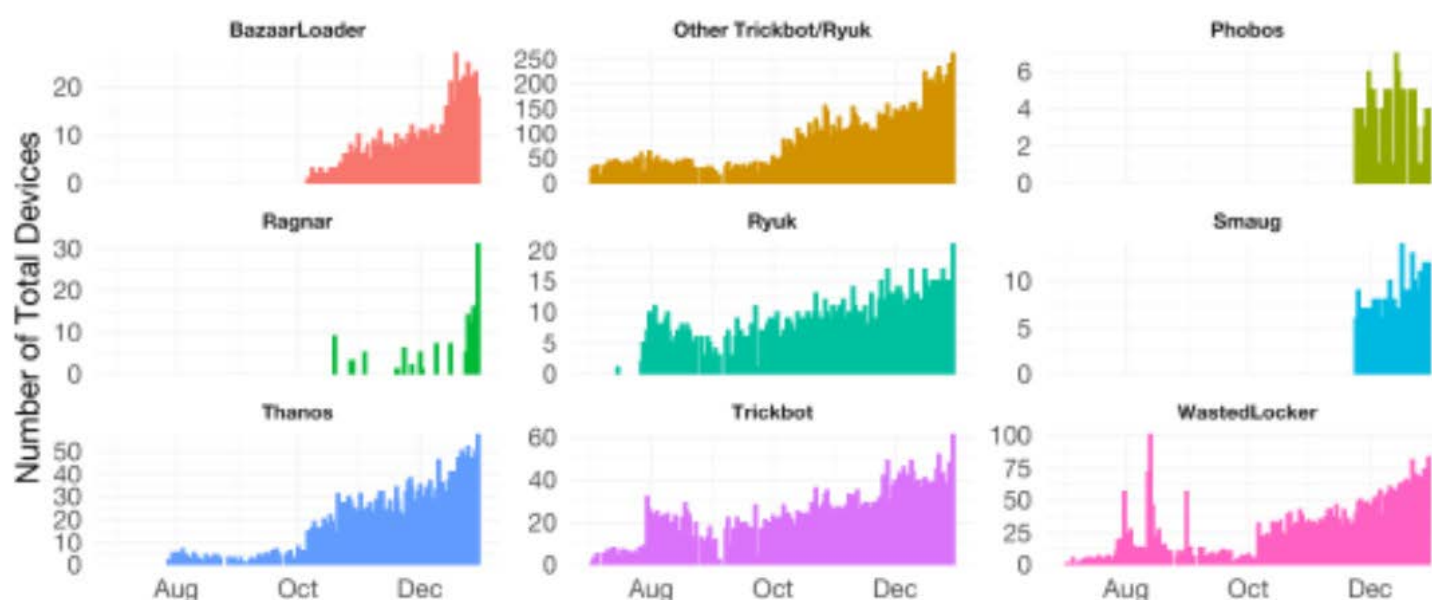 BazaarLoader Other Trickbot/Ryuk Phobos
20 10 0
250 200 150 100 50 0
6 4 2 0
Number of Total Devices
Ragnar Ryuk Smaug
30 20 10 0
20 15 10 5 0
10 5 0
Thanos Trickbot WastedLocker
50 40 30 20 10 0
60 40 20 0
100 75 50 25 0
Aug Oct Dec Aug Oct Dec Aug Oct Dec